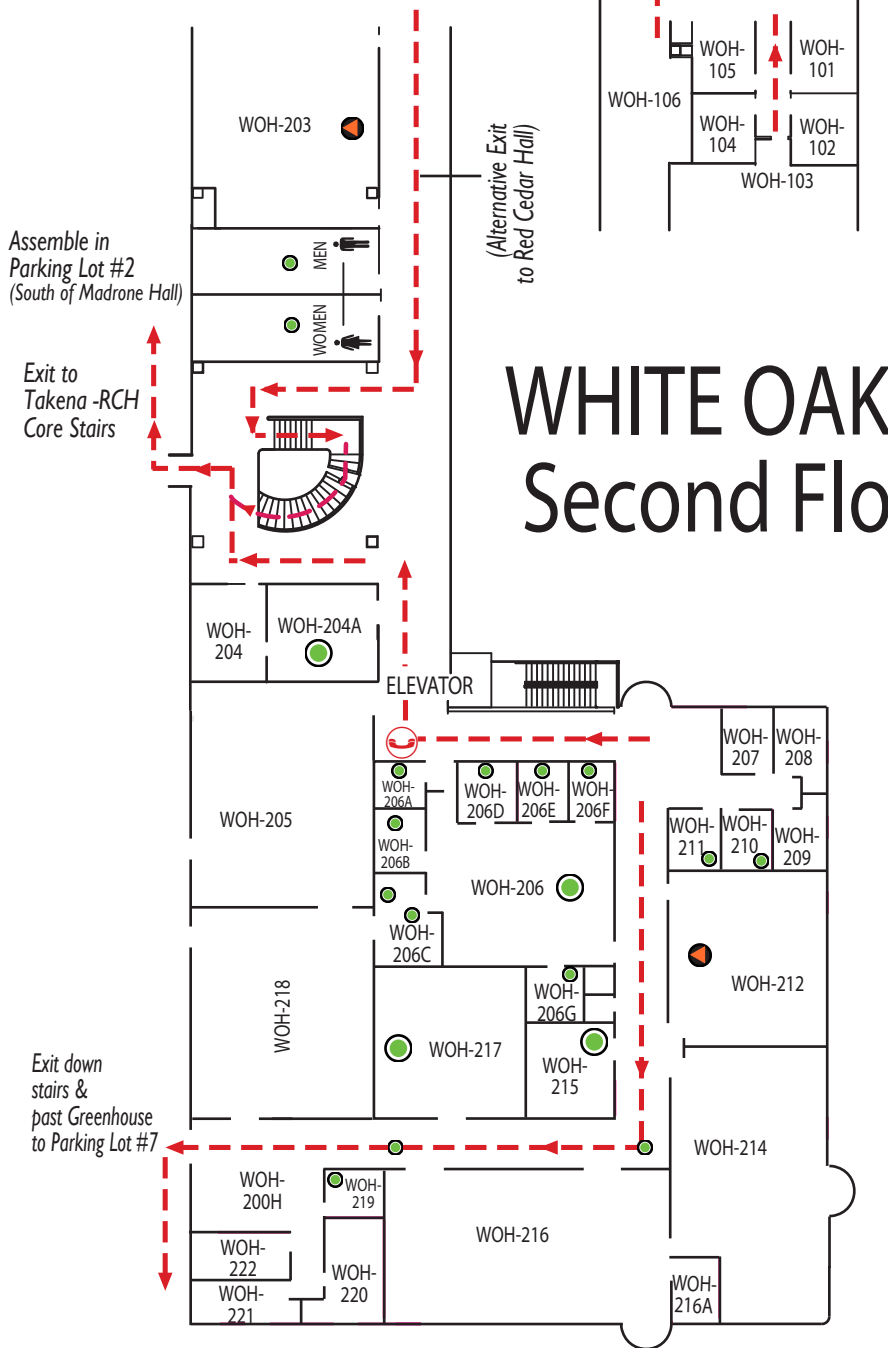 WOH-
105
WOH-
101
WOH-106
WOH-
104
WOH-
102
WOH-103
WOH-203
(Alternative Exit
to Red Cedar Hall)
Assemble in
Parking Lot #2
(South of Madrone Hall)
MEN
WOMEN
Exit to
Takena -RCH
Core Stairs
WHITE OAK
Second Flo
WOH-
204
WOH-204A
ELEVATOR
WOH-
207
WOH-
208
WOH-
206A
WOH-
206D
WOH-
206E
WOH-
206F
WOH-205
WOH-
206B
WOH-
211
WOH-
210
WOH-
209
WOH-206
WOH-
206C
WOH-218
WOH-
206G
WOH-212
WOH-217
WOH-
215
Exit down
stairs &
past Greenhouse
to Parking Lot #7
WOH-214
WOH-
200H
WOH-
219
WOH-216
WOH-
222
WOH-
220
WOH-
221
WOH-
216A